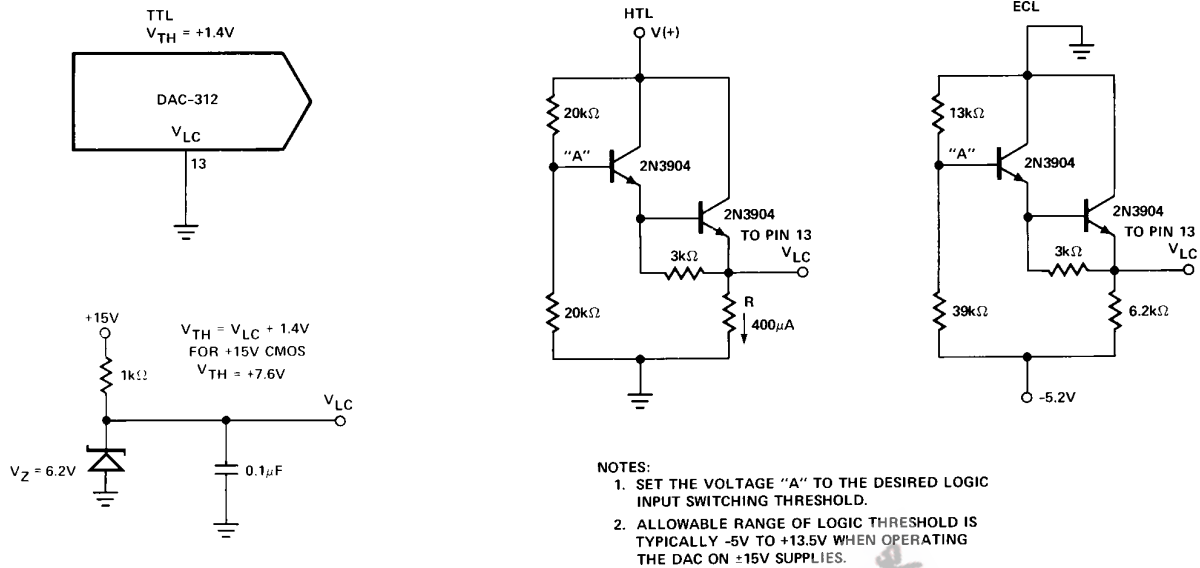 TTL
V_TH = +1.4V
DAC-312
V_LC
13
+15V
1kΩ
V_TH = V_LC + 1.4V
FOR +15V CMOS
V_TH = +7.6V
V_LC
V_Z = 6.2V
0.1μF
HTL
V(+)
20kΩ
"A"
2N3904
2N3904
TO PIN 13
V_LC
3kΩ
20kΩ
R
400μA
ECL
13kΩ
"A"
2N3904
2N3904
TO PIN 13
V_LC
3kΩ
39kΩ
6.2kΩ
-5.2V
NOTES:
1. SET THE VOLTAGE "A" TO THE DESIRED LOGIC
INPUT SWITCHING THRESHOLD.
2. ALLOWABLE RANGE OF LOGIC THRESHOLD IS
TYPICALLY -5V TO +13.5V WHEN OPERATING
THE DAC ON ±15V SUPPLIES.